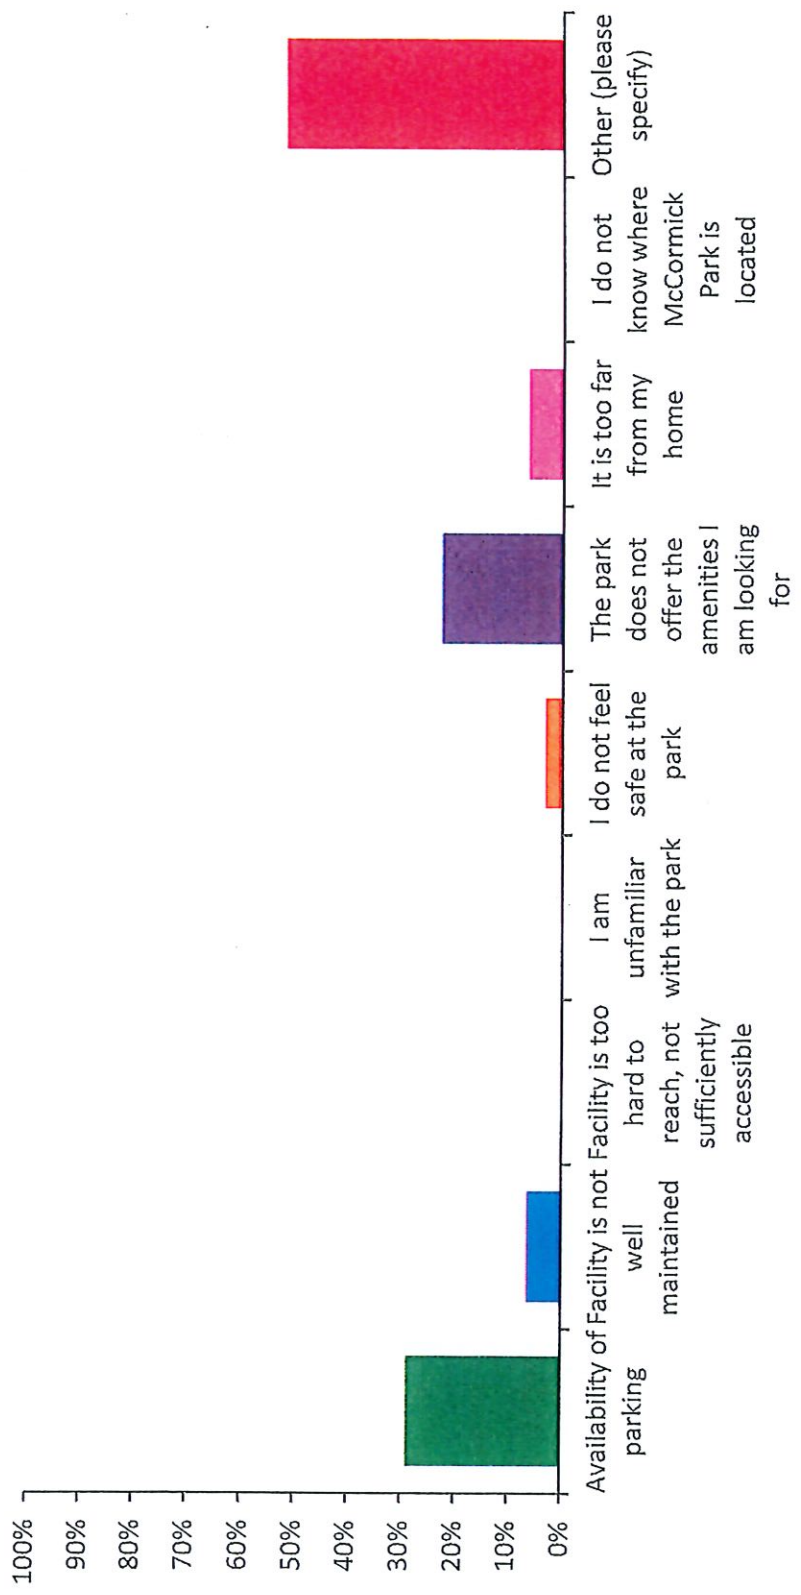 100%
90%
80%
70%
60%
50%
40%
30%
20%
10%
0%
Availability of
parking
Facility is not
well
maintained
Facility is too
hard to
reach, not
sufficiently
accessible
I am
unfamiliar
with the park
I do not feel
safe at the
park
The park
does not
offer the
amenities I
am looking
for
It is too far
from my
home
I do not
know where
McCormick
Park is
located
Other (please
specify)